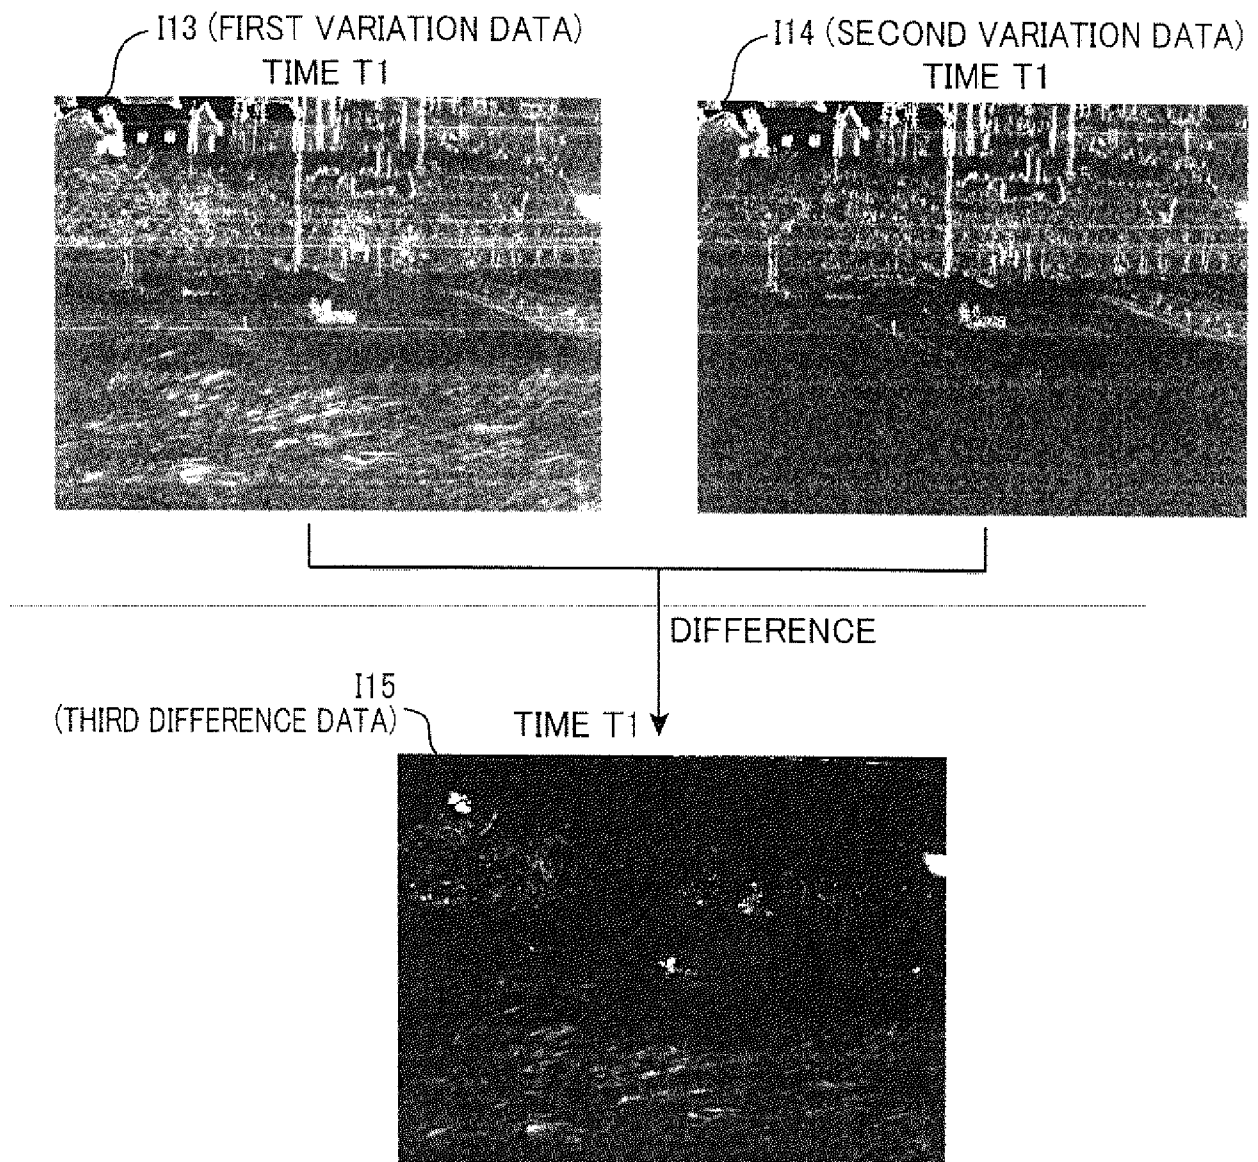 I13 (FIRST VARIATION DATA)
TIME T1
I14 (SECOND VARIATION DATA)
TIME T1
DIFFERENCE
I15
(THIRD DIFFERENCE DATA)
TIME T1